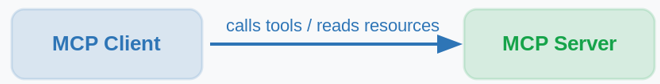 MCP Client
calls tools / reads resources
MCP Server